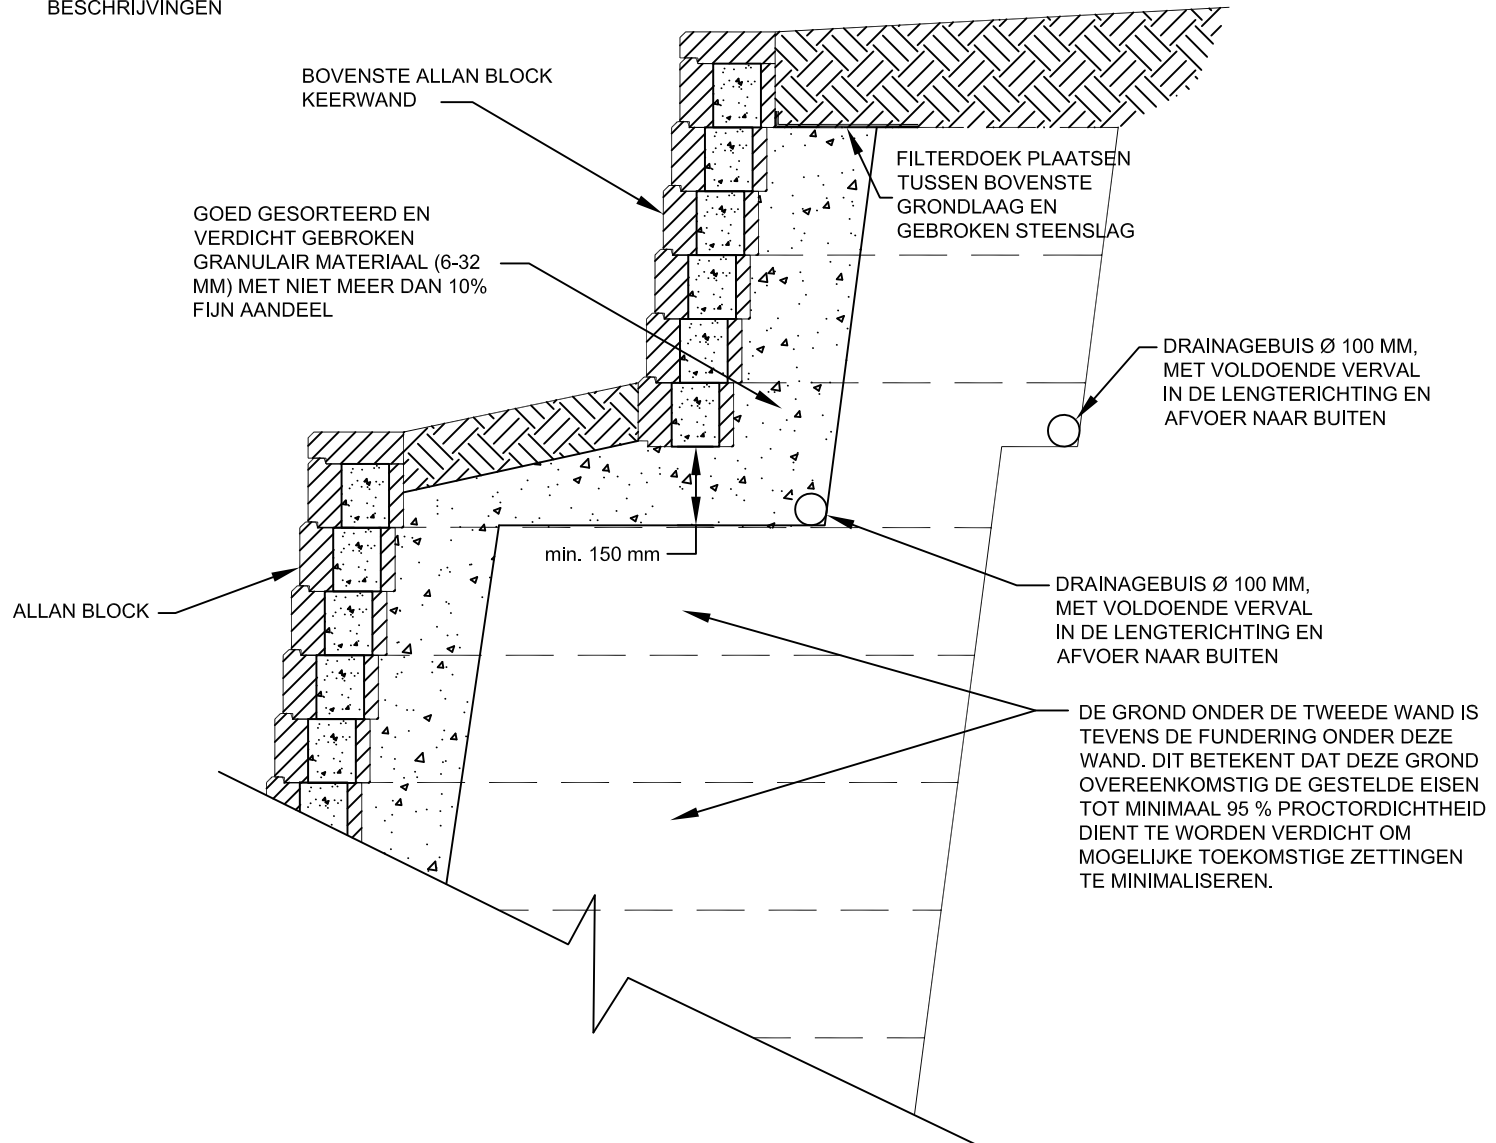 BESCHRIJVINGEN
BOVENSTE ALLAN BLOCK
KEERWAND
FILTERDOEK PLAATSEN
TUSSEN BOVENSTE
GRONDLAAG EN
GEBROKEN STEENSLAG
GOED GESORTEERD EN
VERDICHT GEBROKEN
GRANULAIR MATERIAAL (6-32
MM) MET NIET MEER DAN 10%
FIJN AANDEEL
DRAINAGEBUIS Ø 100 MM,
MET VOLDOENDE VERVAL
IN DE LENGTERICHTING EN
AFVOER NAAR BUITEN
min. 150 mm
ALLAN BLOCK
DRAINAGEBUIS Ø 100 MM,
MET VOLDOENDE VERVAL
IN DE LENGTERICHTING EN
AFVOER NAAR BUITEN
DE GROND ONDER DE TWEEDE WAND IS
TEVENS DE FUNDERING ONDER DEZE
WAND. DIT BETEKENT DAT DEZE GROND
OVEREENKOMSTIG DE GESTELDE EISEN
TOT MINIMAAL 95 % PROCTORDICHTHEID
DIENT TE WORDEN VERDICHT OM
MOGELIJKE TOEKOMSTIGE ZETTINGEN
TE MINIMALISEREN.